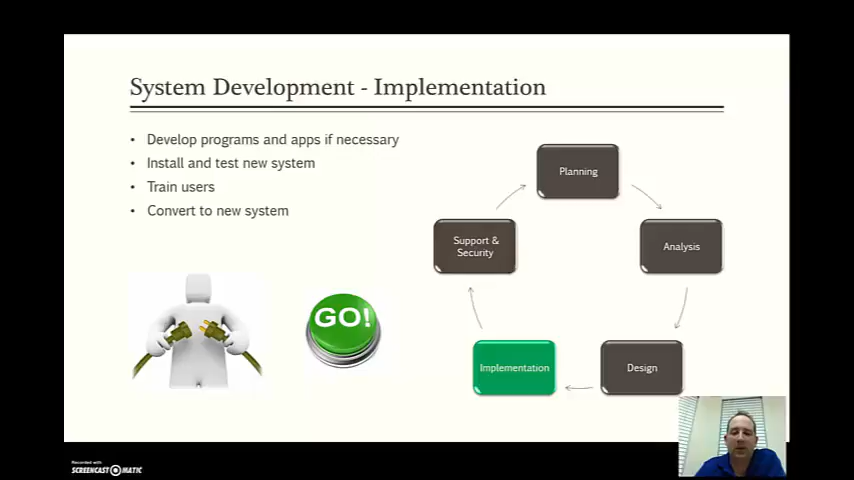 System Development - Implementation
• Develop programs and apps if necessary
• Install and test new system
• Train users
• Convert to new system
Planning
Support &
Security
Analysis
GO!
Implementation
Design
Recorded with
SCREENCAST-O-MATIC